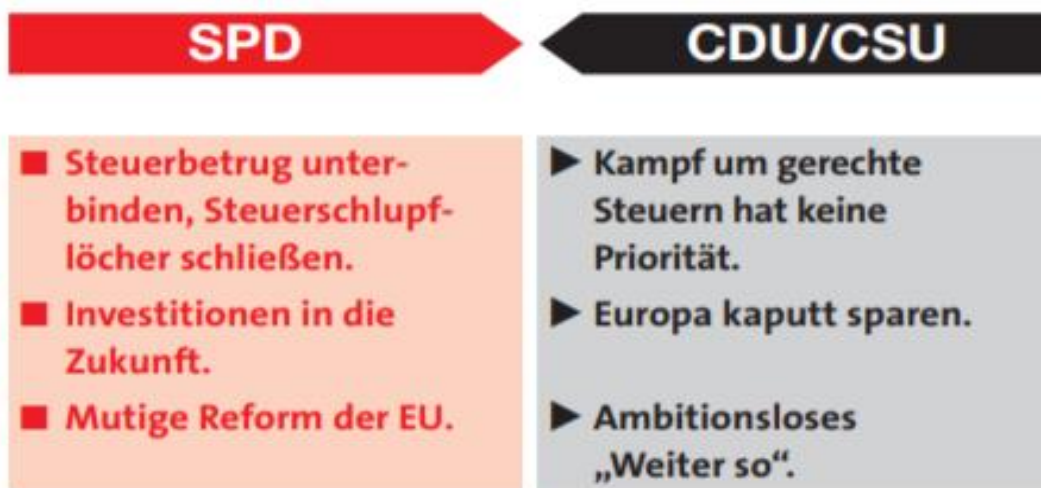 SPD
CDU/CSU
■ Steuerbetrug unter-
binden, Steuerschlupf-
löcher schließen.
■ Investitionen in die
Zukunft.
■ Mutige Reform der EU.
▶ Kampf um gerechte
Steuern hat keine
Priorität.
▶ Europa kaputt sparen.
▶ Ambitionsloses
„Weiter so“.